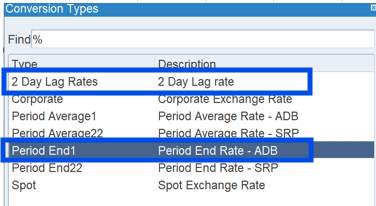 Conversion Types
Find %
Type Description
2 Day Lag Rates 2 Day Lag rate
Corporate Corporate Exchange Rate
Period Average1 Period Average Rate - ADB
Period Average22 Period Average Rate - SRP
Period End1 Period End Rate - ADB
Period End22 Period End Rate - SRP
Spot Spot Exchange Rate